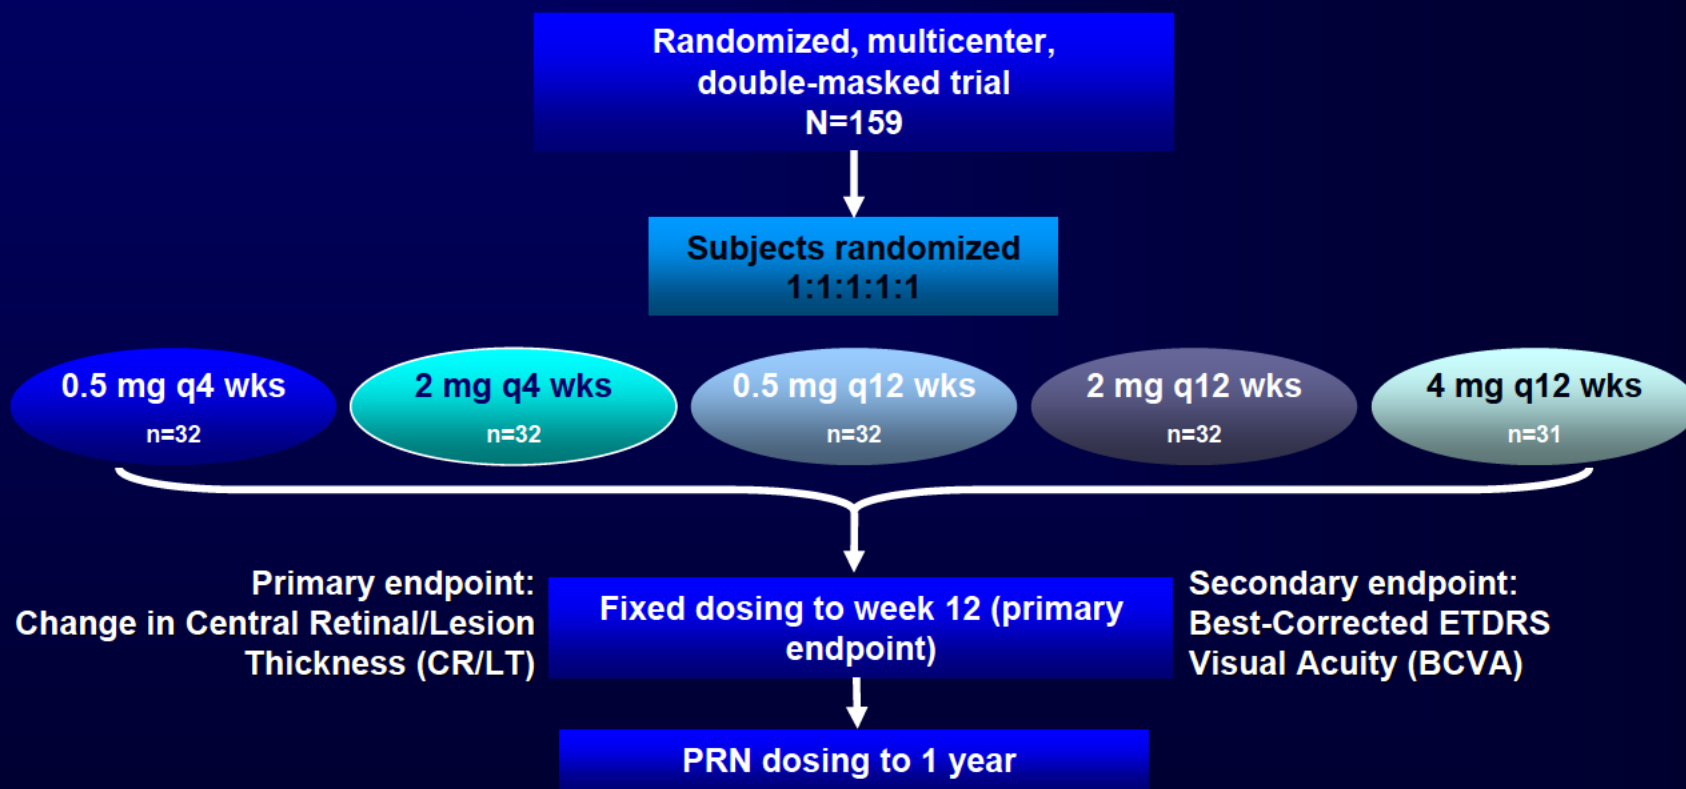 Randomized, multicenter,
double-masked trial
N=159
Subjects randomized
1:1:1:1:1
0.5 mg q4 wks
n=32
2 mg q4 wks
n=32
0.5 mg q12 wks
n=32
2 mg q12 wks
n=32
4 mg q12 wks
n=31
Primary endpoint:
Change in Central Retinal/Lesion
Thickness (CR/LT)
Fixed dosing to week 12 (primary
endpoint)
Secondary endpoint:
Best-Corrected ETDRS
Visual Acuity (BCVA)
PRN dosing to 1 year